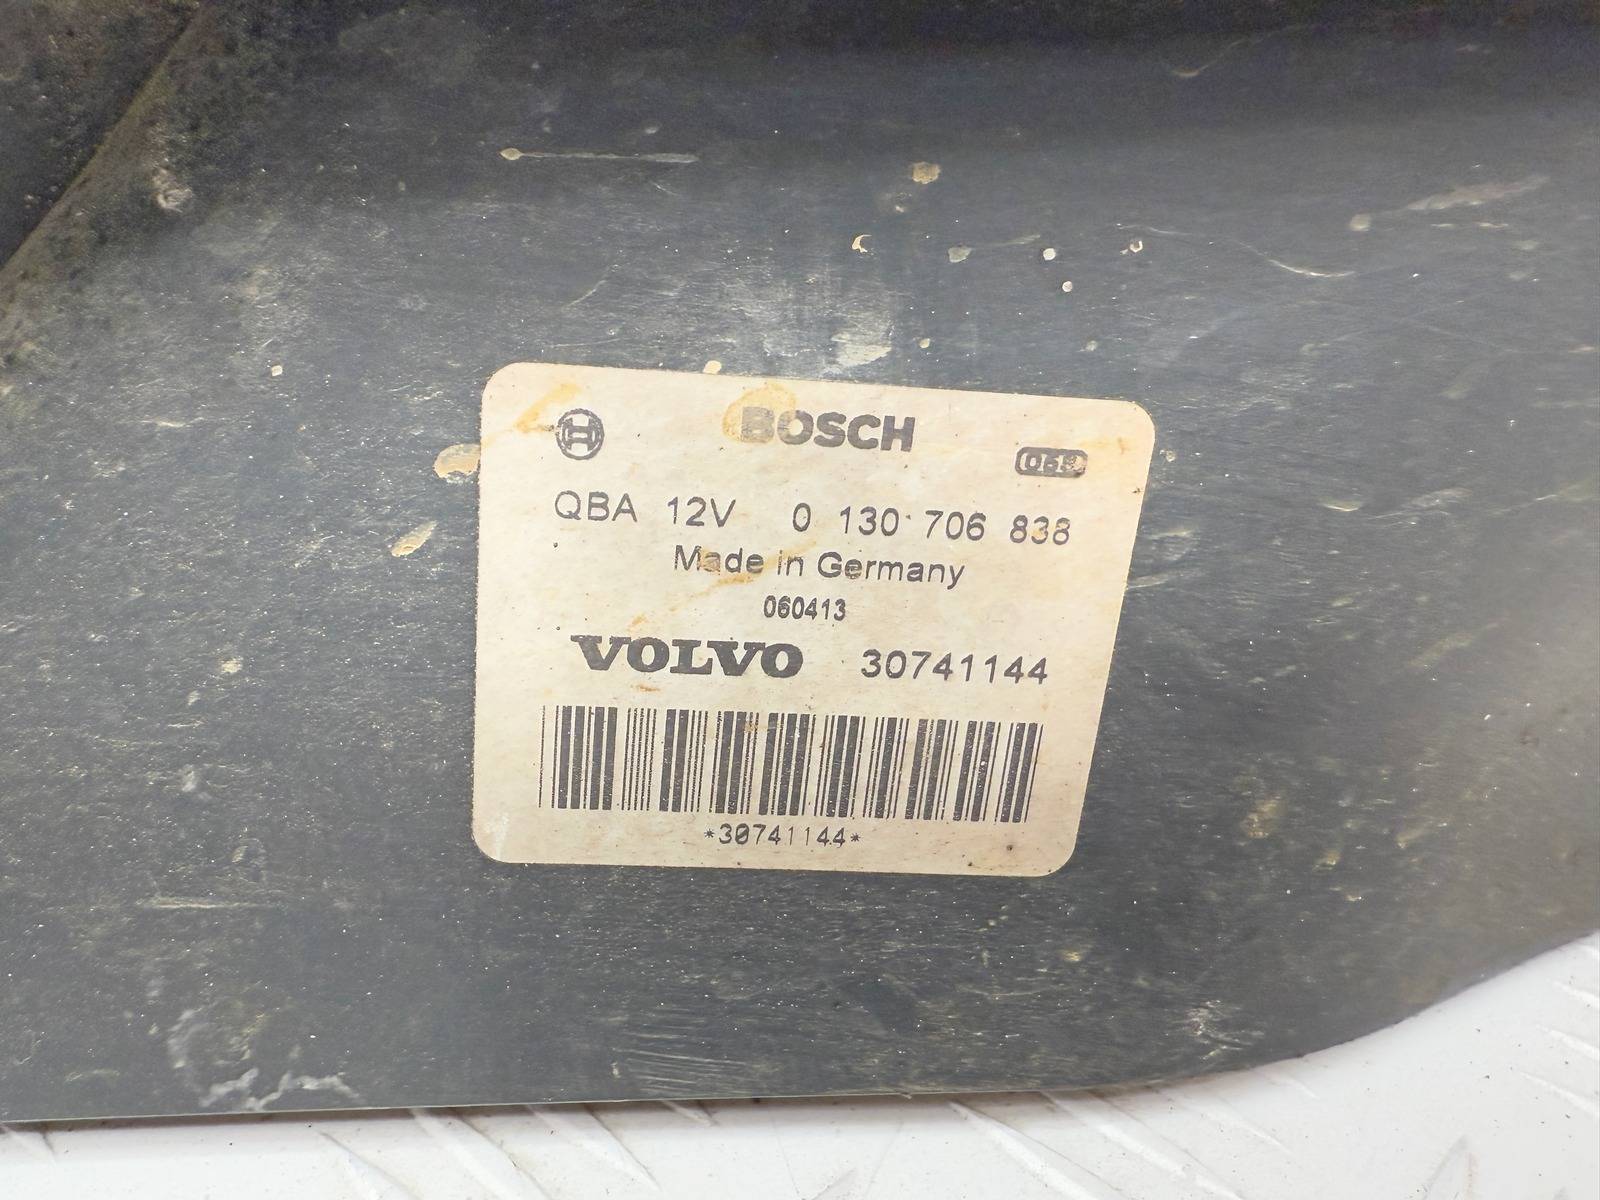 BOSCH
QBA 12V 0 130 706 838
Made in Germany
060413
VOLVO 30741144
*30741144*